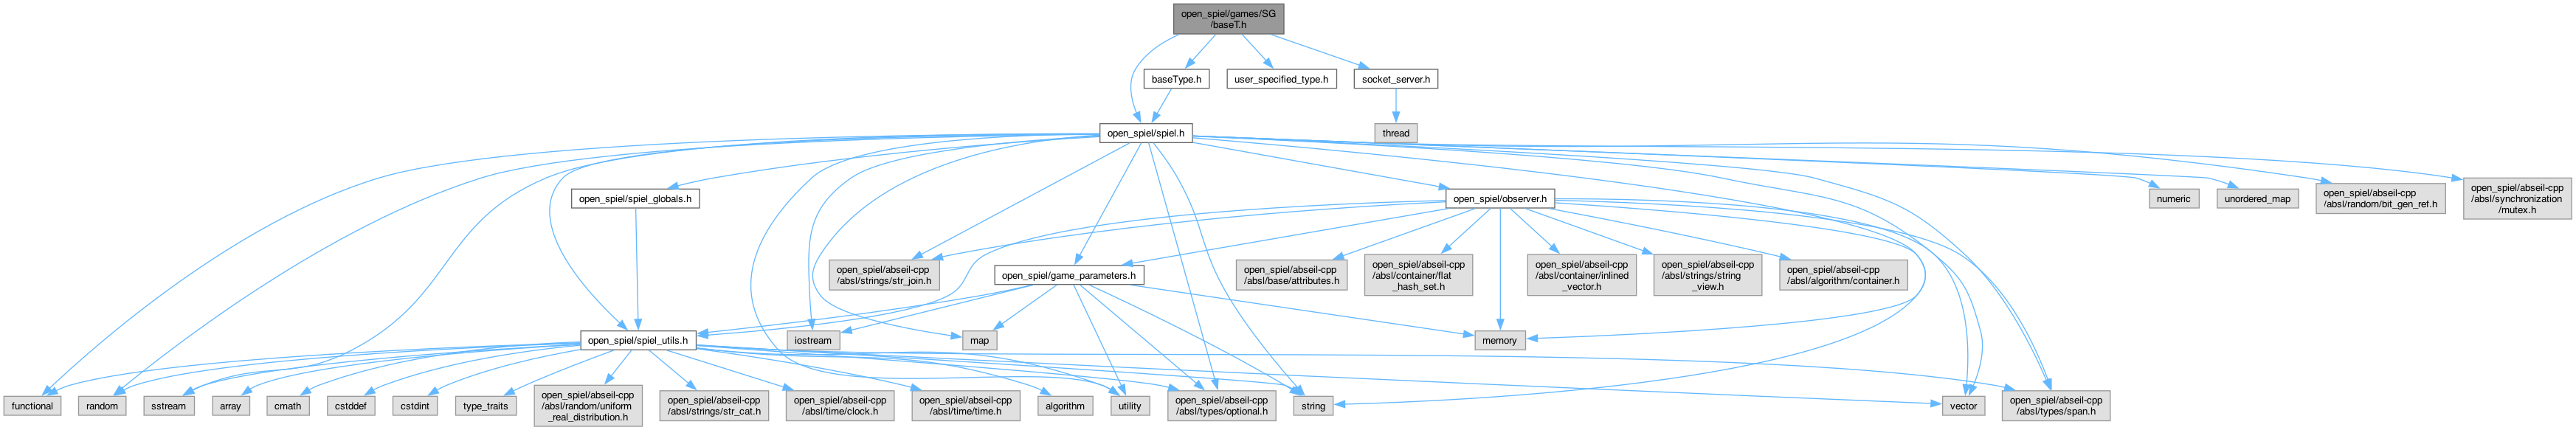 open_spiel/games/SG
/baseT.h
baseType.h
user_specified_type.h
socket_server.h
open_spiel/spiel.h
thread
open_spiel/spiel_globals.h
open_spiel/observer.h
numeric
unordered_map
open_spiel/abseil-cpp
/absl/random/bit_gen_ref.h
open_spiel/abseil-cpp
/absl/synchronization
/mutex.h
open_spiel/abseil-cpp
/absl/strings/str_join.h
open_spiel/game_parameters.h
open_spiel/abseil-cpp
/absl/base/attributes.h
open_spiel/abseil-cpp
/absl/container/flat
_hash_set.h
open_spiel/abseil-cpp
/absl/container/inlined
_vector.h
open_spiel/abseil-cpp
/absl/strings/string
_view.h
open_spiel/abseil-cpp
/absl/algorithm/container.h
open_spiel/spiel_utils.h
iostream
map
memory
functional
random
sstream
array
cmath
cstddef
cstdint
type_traits
open_spiel/abseil-cpp
/absl/random/uniform
_real_distribution.h
open_spiel/abseil-cpp
/absl/strings/str_cat.h
open_spiel/abseil-cpp
/absl/time/clock.h
open_spiel/abseil-cpp
/absl/time/time.h
algorithm
utility
open_spiel/abseil-cpp
/absl/types/optional.h
string
vector
open_spiel/abseil-cpp
/absl/types/span.h